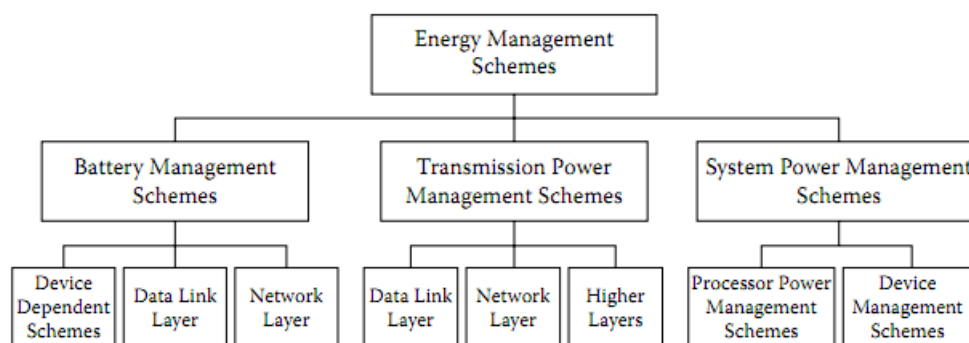 Energy Management
Schemes
Battery Management
Schemes
Transmission Power
Management Schemes
System Power Management
Schemes
Device
Dependent
Schemes
Data Link
Layer
Network
Layer
Data Link
Layer
Network
Layer
Higher
Layers
Processor Power
Management
Schemes
Device
Management
Schemes